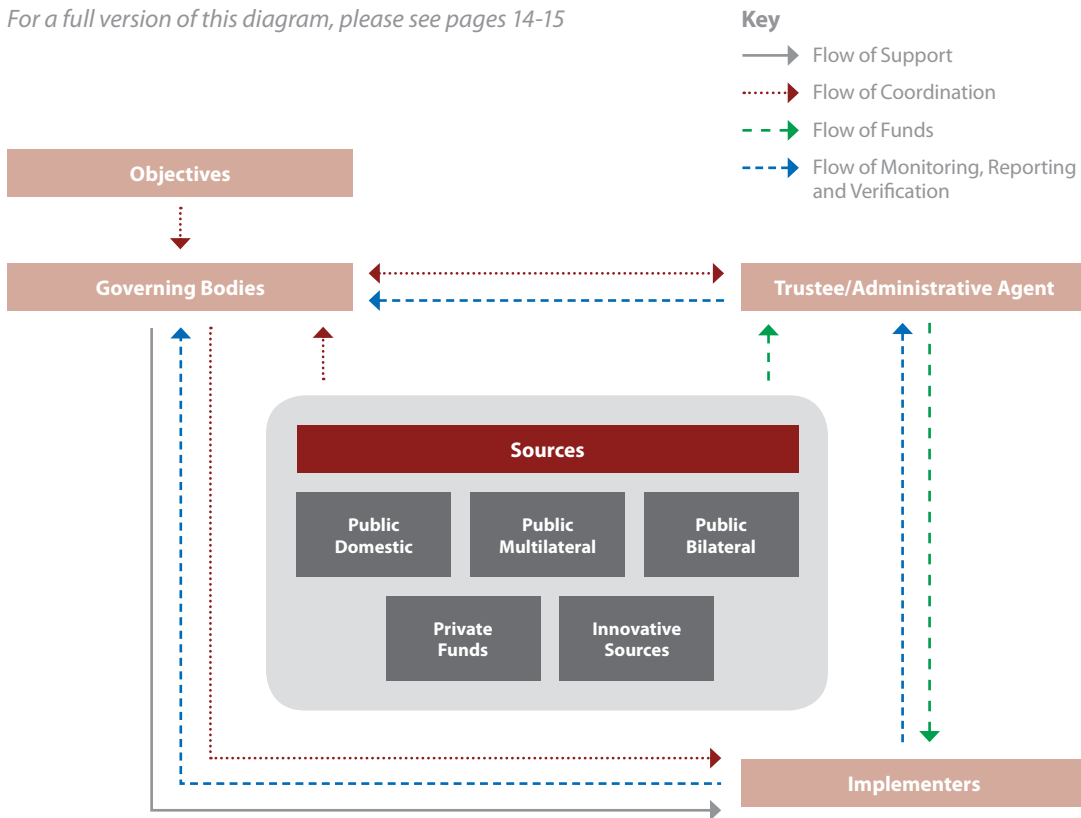 For a full version of this diagram, please see pages 14-15
Key
Flow of Support
Flow of Coordination
Flow of Funds
Flow of Monitoring, Reporting
and Verification
Objectives
Governing Bodies
Trustee/Administrative Agent
Sources
Public
Domestic
Public
Multilateral
Public
Bilateral
Private
Funds
Innovative
Sources
Implementers